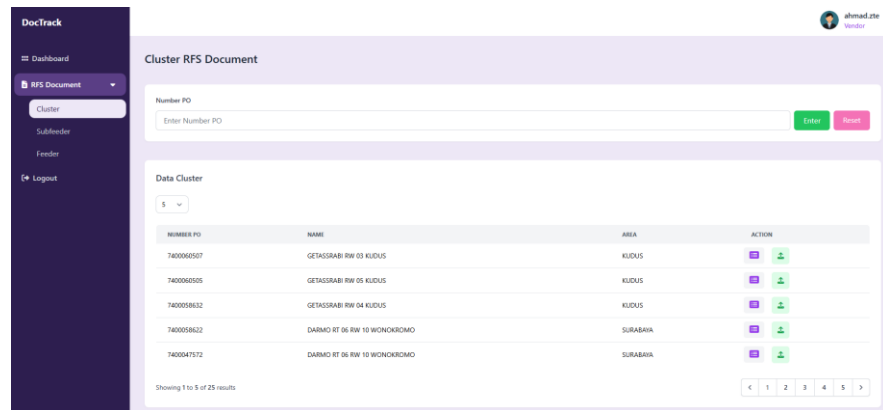 DocTrack
ahmad.zte
Vendor
Dashboard
RFS Document
Cluster
Subfeeder
Feeder
Logout
Cluster RFS Document
Number PO
Enter Number PO
Enter
Reset
Data Cluster
5
NUMBER PO NAME AREA ACTION
7400060507 GETASSRABI RW 03 KUDUS KUDUS
7400060505 GETASSRABI RW 05 KUDUS KUDUS
7400058632 GETASSRABI RW 04 KUDUS KUDUS
7400058622 DARMO RT 06 RW 10 WONOKROMO SURABAYA
7400047572 DARMO RT 06 RW 10 WONOKROMO SURABAYA
Showing 1 to 5 of 25 results
< 1 2 3 4 5 >